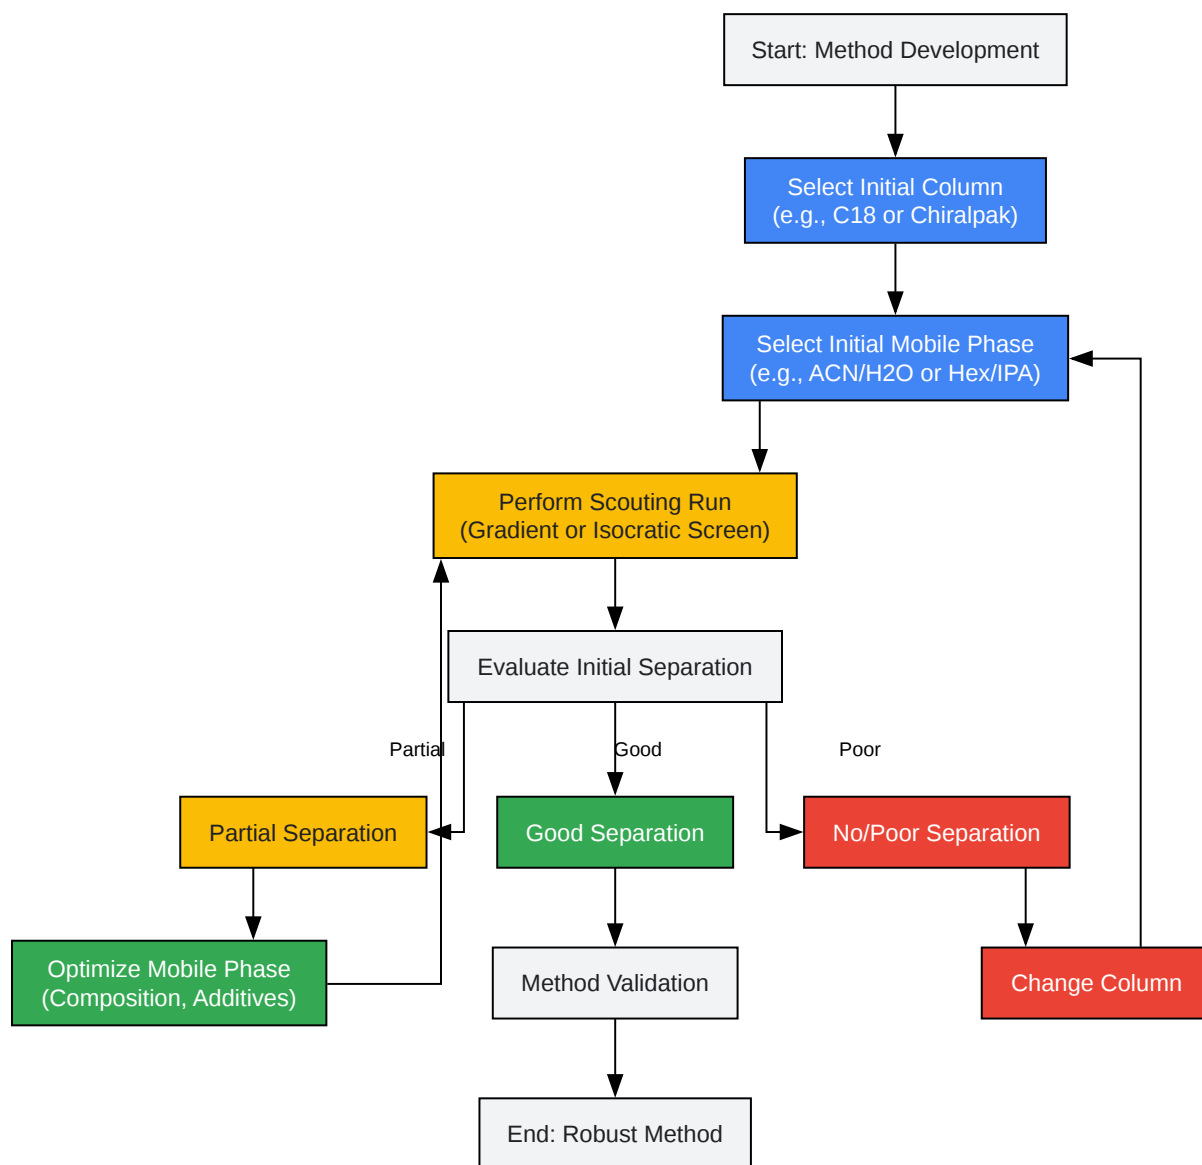 Start: Method Development
Select Initial Column
(e.g., C18 or Chiralpak)
Select Initial Mobile Phase
(e.g., ACN/H2O or Hex/IPA)
Perform Scouting Run
(Gradient or Isocratic Screen)
Evaluate Initial Separation
Partial
Good
Poor
Partial Separation
Good Separation
No/Poor Separation
Optimize Mobile Phase
(Composition, Additives)
Method Validation
Change Column
End: Robust Method